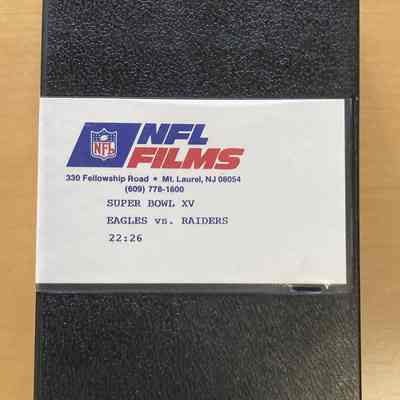 NFL
NFL
FILMS
330 Fellowship Road • Mt. Laurel, NJ 08054
(609) 778-1600
SUPER BOWL XV
EAGLES vs. RAIDERS
22:26